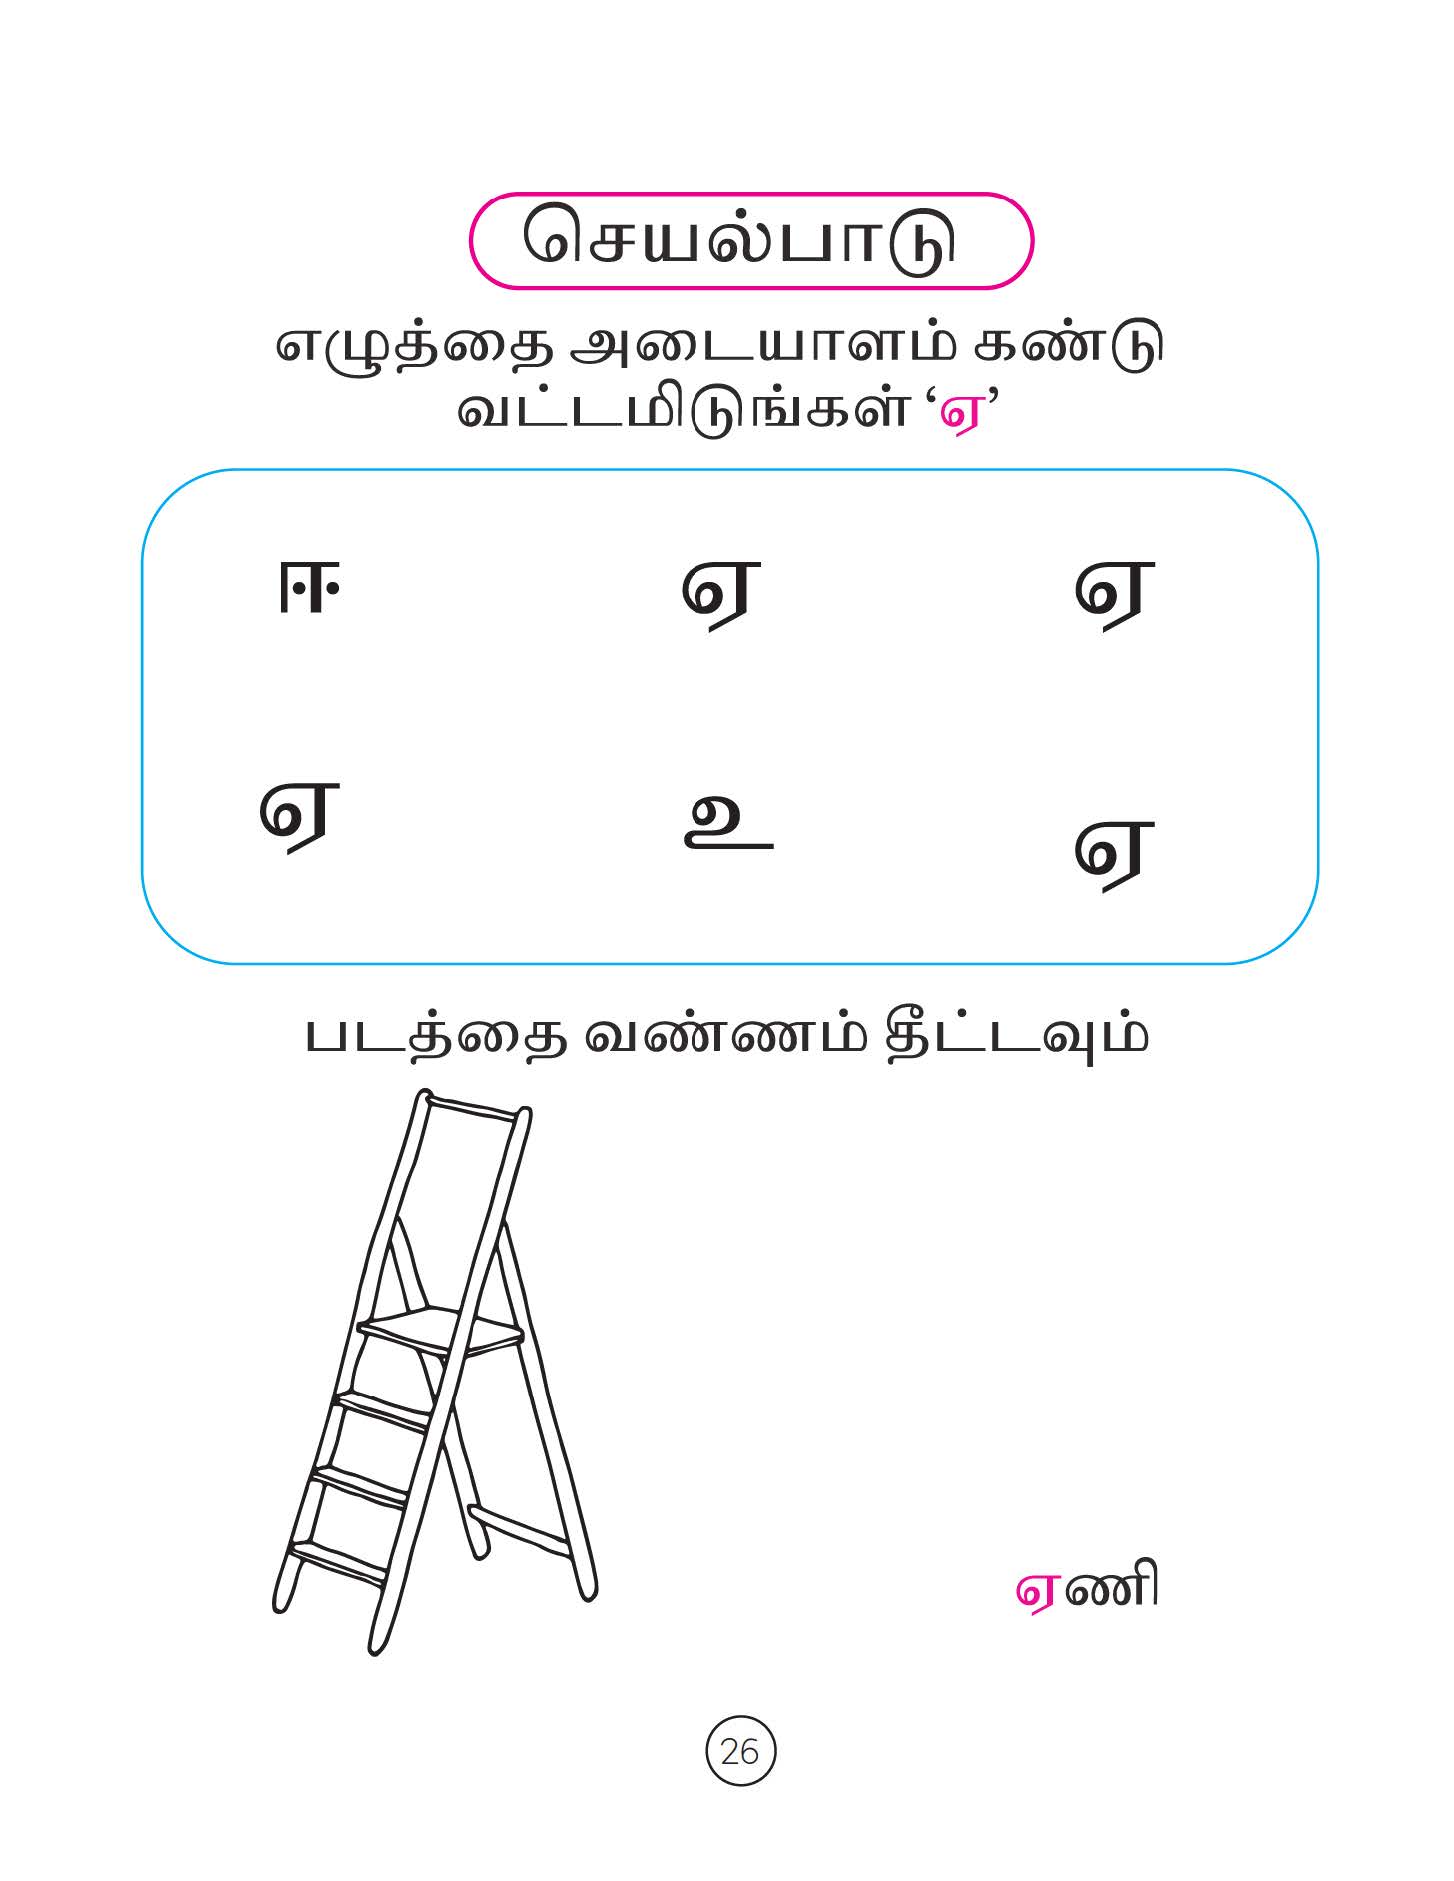 செயல்பாடு
எழுத்தை அடையாளம் கண்டு
வட்டமிடுங்கள் ‘ஏ’
ஈ ஏ ஏ
ஏ உ ஏ
படத்தை வண்ணம் தீட்டவும்
ஏணி
26